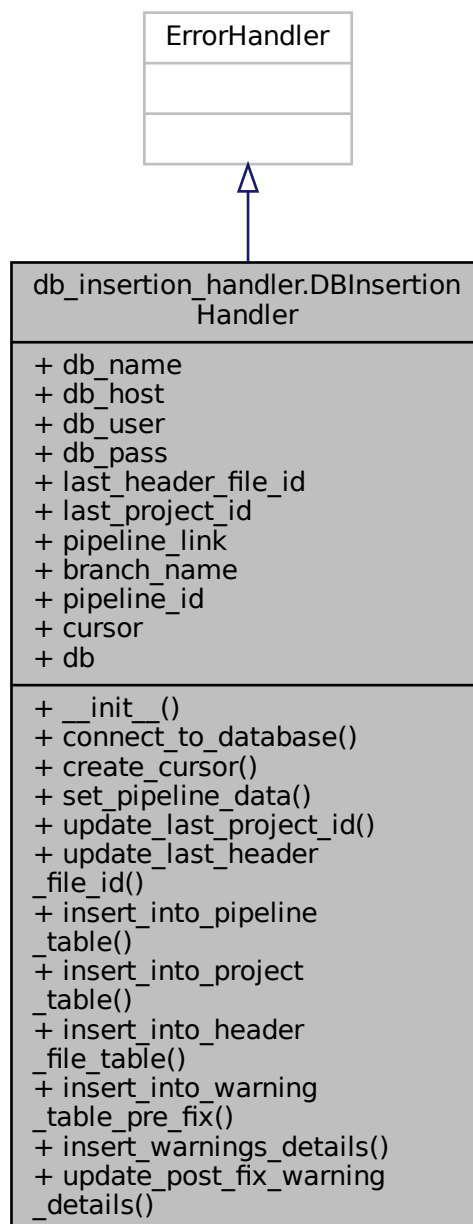 ErrorHandler
db_insertion_handler.DBInsertion
Handler
+ db_name
+ db_host
+ db_user
+ db_pass
+ last_header_file_id
+ last_project_id
+ pipeline_link
+ branch_name
+ pipeline_id
+ cursor
+ db
+ __init__()
+ connect_to_database()
+ create_cursor()
+ set_pipeline_data()
+ update_last_project_id()
+ update_last_header
_file_id()
+ insert_into_pipeline
_table()
+ insert_into_project
_table()
+ insert_into_header
_file_table()
+ insert_into_warning
_table_pre_fix()
+ insert_warnings_details()
+ update_post_fix_warning
_details()